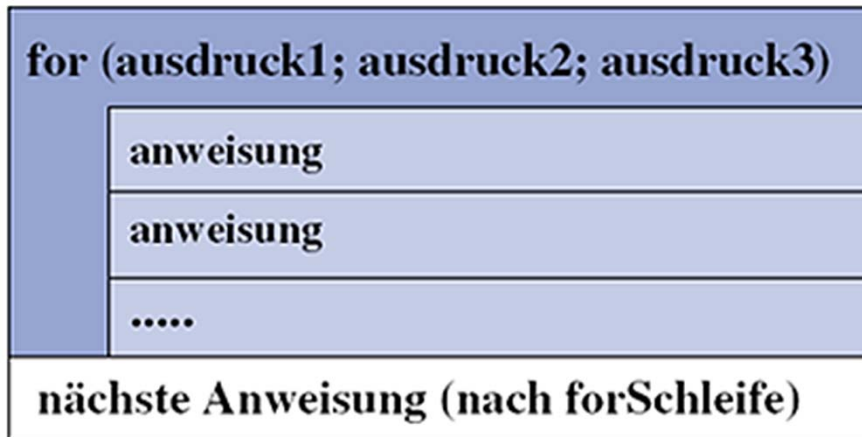 for (ausdruck1; ausdruck2; ausdruck3)
anweisung
anweisung
.....
nächste Anweisung (nach forSchleife)